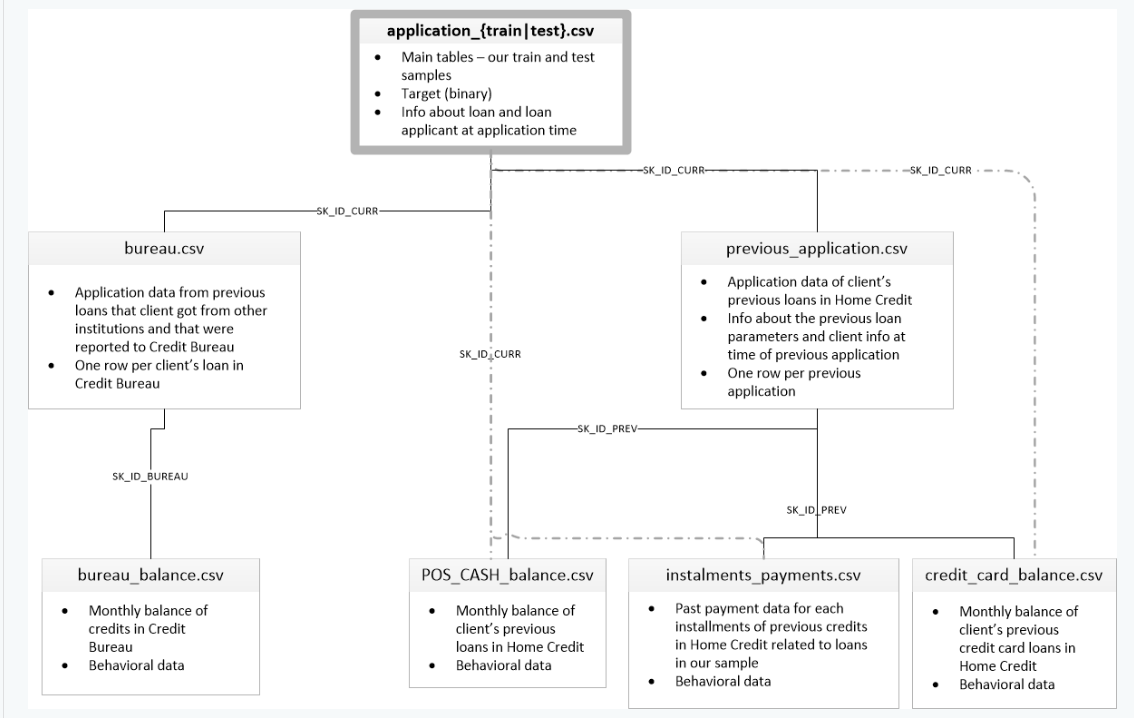 application_{train|test}.csv
• Main tables – our train and test
samples
• Target (binary)
• Info about loan and loan
applicant at application time
SK_ID_CURR
SK_ID_CURR
SK_ID_CURR
bureau.csv
• Application data from previous
loans that client got from other
institutions and that were
reported to Credit Bureau
• One row per client's loan in
Credit Bureau
previous_application.csv
• Application data of client's
previous loans in Home Credit
• Info about the previous loan
parameters and client info at
time of previous application
• One row per previous
application
SK_ID_CURR
SK_ID_PREV
SK_ID_BUREAU
SK_ID_PREV
bureau_balance.csv
• Monthly balance of
credits in Credit
Bureau
• Behavioral data
POS_CASH_balance.csv
• Monthly balance of
client's previous
loans in Home Credit
• Behavioral data
instalments_payments.csv
• Past payment data for each
installments of previous credits
in Home Credit related to loans
in our sample
• Behavioral data
credit_card_balance.csv
• Monthly balance of
client's previous
credit card loans in
Home Credit
• Behavioral data